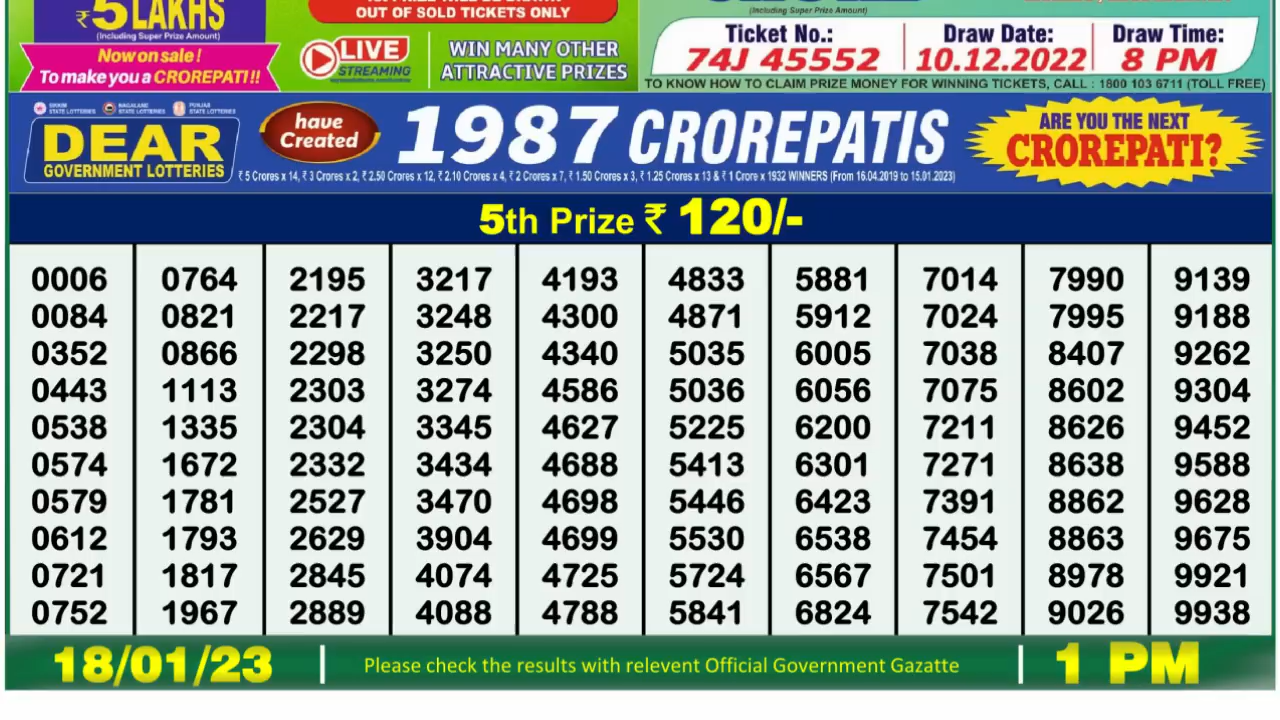 ₹5 LAKHS
(Including Super Prize Amount)
Now on sale !
To make you a CROREPATI !!
OUT OF SOLD TICKETS ONLY
LIVE
STREAMING
WIN MANY OTHER
ATTRACTIVE PRIZES
(Including Super Prize Amount)
Ticket No.: Draw Date: Draw Time:
74J 45552 10.12.2022 8 PM
TO KNOW HOW TO CLAIM PRIZE MONEY FOR WINNING TICKETS, CALL : 1800 103 6711 (TOLL FREE)
SIKKIM STATE LOTTERIES NAGALAND STATE LOTTERIES PUNJAB STATE LOTTERIES
DEAR
GOVERNMENT LOTTERIES
have
Created
1987 CROREPATIS
₹ 5 Crores x 14, ₹ 3 Crores x 2, ₹ 2.50 Crores x 12, ₹ 2.10 Crores x 4, ₹ 2 Crores x 7, ₹ 1.50 Crores x 3, ₹ 1.25 Crores x 13 & ₹ 1 Crore x 1932 WINNERS (From 16.04.2019 to 15.01.2023)
ARE YOU THE NEXT
CROREPATI?
5th Prize ₹ 120/-
0006 0764 2195 3217 4193 4833 5881 7014 7990 9139
0084 0821 2217 3248 4300 4871 5912 7024 7995 9188
0352 0866 2298 3250 4340 5035 6005 7038 8407 9262
0443 1113 2303 3274 4586 5036 6056 7075 8602 9304
0538 1335 2304 3345 4627 5225 6200 7211 8626 9452
0574 1672 2332 3434 4688 5413 6301 7271 8638 9588
0579 1781 2527 3470 4698 5446 6423 7391 8862 9628
0612 1793 2629 3904 4699 5530 6538 7454 8863 9675
0721 1817 2845 4074 4725 5724 6567 7501 8978 9921
0752 1967 2889 4088 4788 5841 6824 7542 9026 9938
18/01/23 | Please check the results with relevent Official Government Gazatte | 1 PM